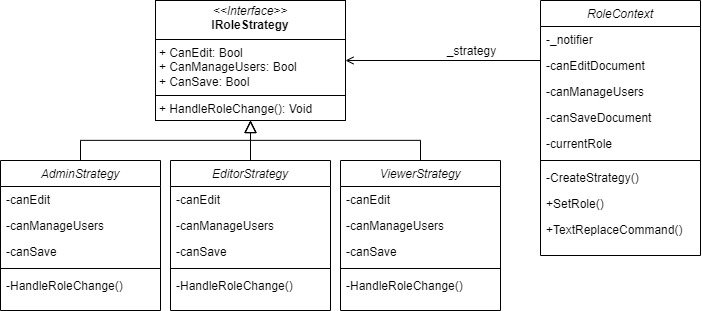 <<Interface>>
IRoleStrategy
+ CanEdit: Bool
+ CanManageUsers: Bool
+ CanSave: Bool
+ HandleRoleChange(): Void
_strategy
RoleContext
-_notifier
-canEditDocument
-canManageUsers
-canSaveDocument
-currentRole
-CreateStrategy()
+SetRole()
+TextReplaceCommand()
AdminStrategy
-canEdit
-canManageUsers
-canSave
-HandleRoleChange()
EditorStrategy
-canEdit
-canManageUsers
-canSave
-HandleRoleChange()
ViewerStrategy
-canEdit
-canManageUsers
-canSave
-HandleRoleChange()